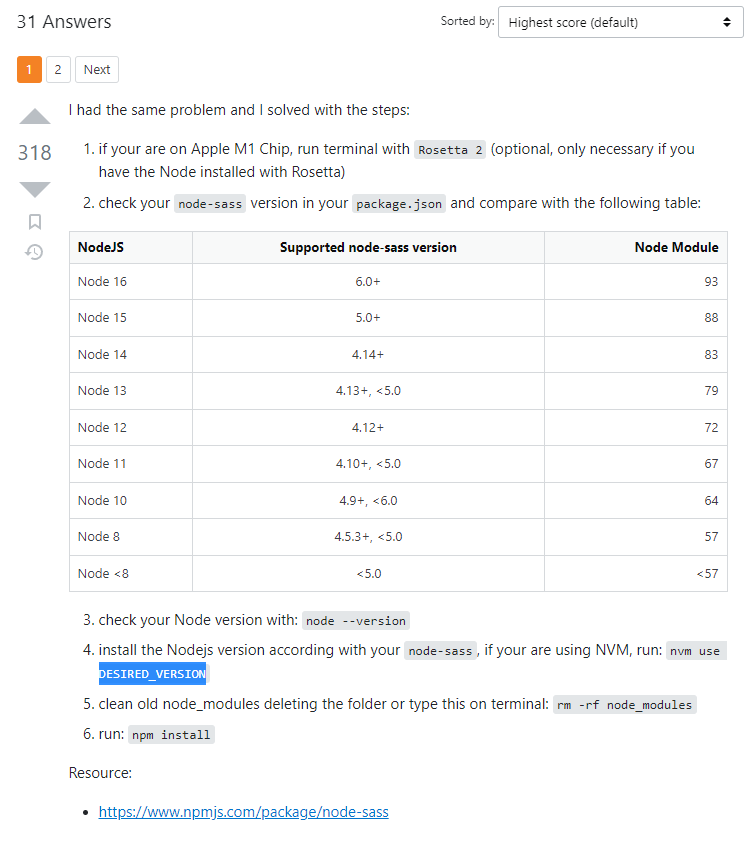 31 Answers
Sorted by: Highest score (default)
1 2 Next
I had the same problem and I solved with the steps:
318
1. if your are on Apple M1 Chip, run terminal with Rosetta 2 (optional, only necessary if you
have the Node installed with Rosetta)
2. check your node-sass version in your package.json and compare with the following table:
NodeJS Supported node-sass version Node Module
Node 16 6.0+ 93
Node 15 5.0+ 88
Node 14 4.14+ 83
Node 13 4.13+, <5.0 79
Node 12 4.12+ 72
Node 11 4.10+, <5.0 67
Node 10 4.9+, <6.0 64
Node 8 4.5.3+, <5.0 57
Node <8 <5.0 <57
3. check your Node version with: node --version
4. install the Nodejs version according with your node-sass, if your are using NVM, run: nvm use
DESIRED_VERSION
5. clean old node_modules deleting the folder or type this on terminal: rm -rf node_modules
6. run: npm install
Resource:
• https://www.npmjs.com/package/node-sass